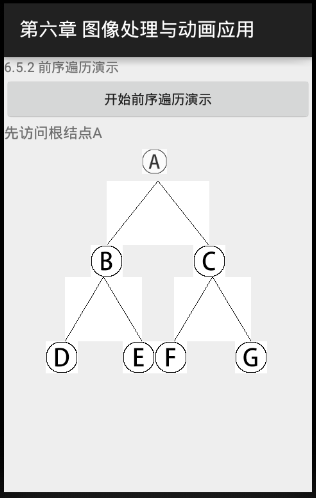 第六章 图像处理与动画应用
6.5.2 前序遍历演示
开始前序遍历演示
先访问根结点A
A
B C
D E F G